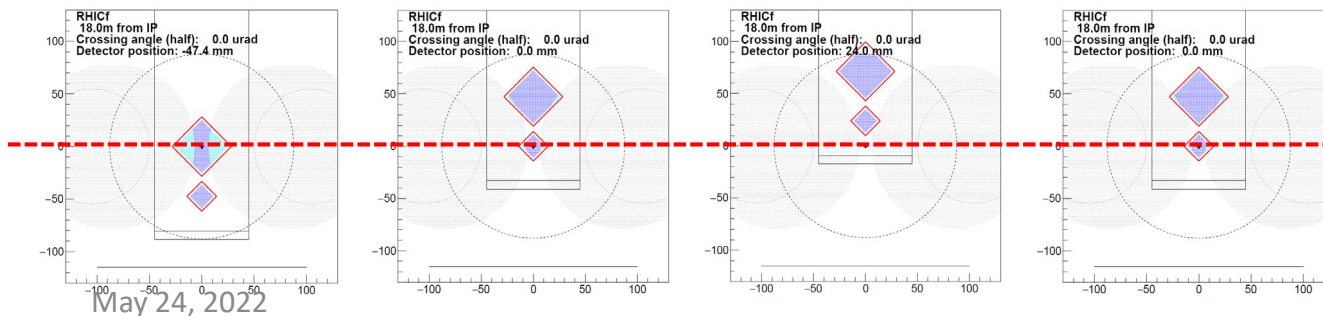 RHICf
18.0m from IP
Crossing angle (half): 0.0 urad
Detector position: -47.4 mm
100
50
0
−50
−100
−100 −50 0 50 100
RHICf
18.0m from IP
Crossing angle (half): 0.0 urad
Detector position: 0.0 mm
100
50
0
−50
−100
−100 −50 0 50 100
RHICf
18.0m from IP
Crossing angle (half): 0.0 urad
Detector position: 24.0 mm
100
50
0
−50
−100
−100 −50 0 50 100
RHICf
18.0m from IP
Crossing angle (half): 0.0 urad
Detector position: 0.0 mm
100
50
0
−50
−100
−100 −50 0 50 100
May 24, 2022